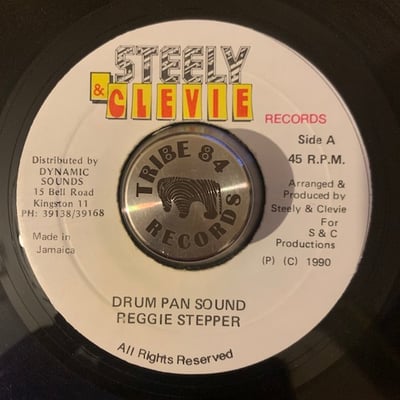 STEELY
& CLEVIE
RECORDS
Side A
45 R.P.M.
Distributed by
DYNAMIC
SOUNDS
15 Bell Road
Kingston 11
PH: 39138/39168
Made in
Jamaica
TRIBE 84
RECORDS
Arranged &
Produced by
Steely & Clevie
For
S & C
Productions
(P) (C) 1990
DRUM PAN SOUND
REGGIE STEPPER
All Rights Reserved